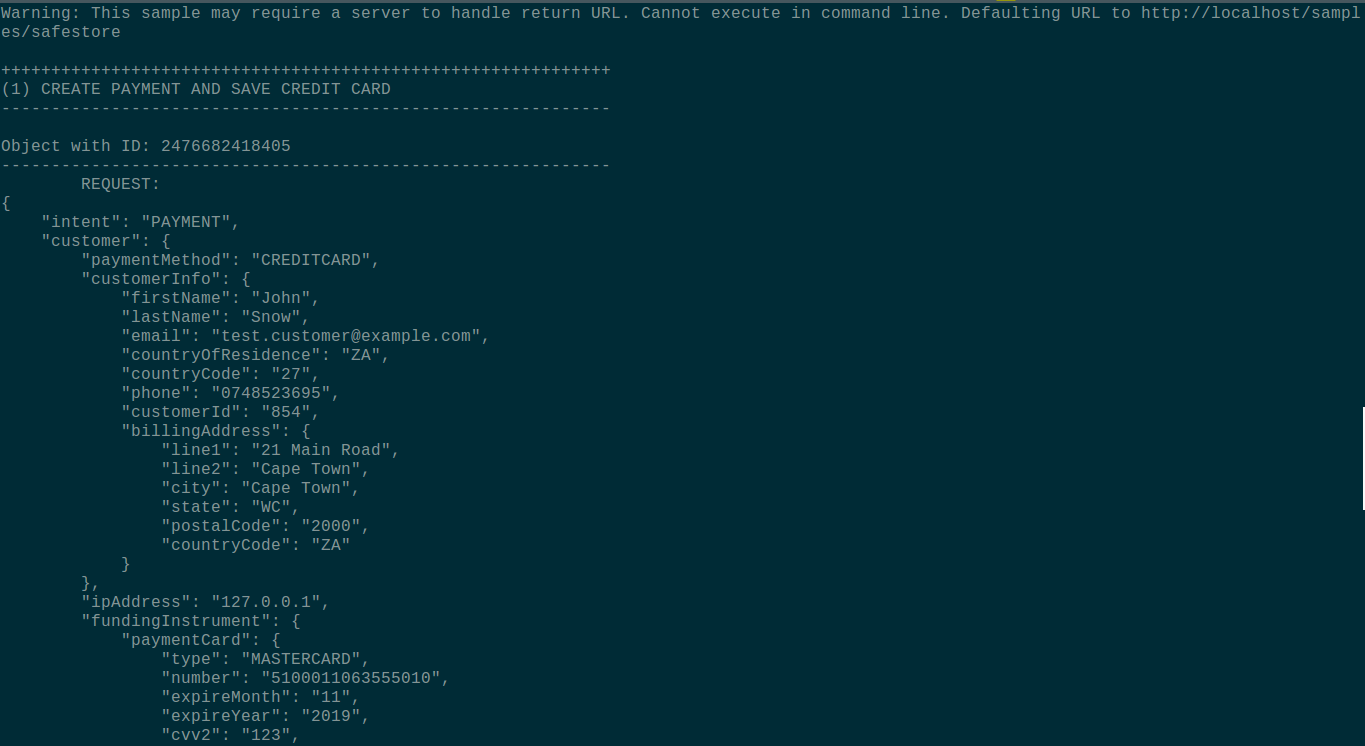 Warning: This sample may require a server to handle return URL. Cannot execute in command line. Defaulting URL to http://localhost/sampl
es/safestore
+++++++++++++++++++++++++++++++++++++++++++++++++++++++++++++
(1) CREATE PAYMENT AND SAVE CREDIT CARD
-------------------------------------------------------------
Object with ID: 2476682418405
-------------------------------------------------------------
        REQUEST:
{
    "intent": "PAYMENT",
    "customer": {
        "paymentMethod": "CREDITCARD",
        "customerInfo": {
            "firstName": "John",
            "lastName": "Snow",
            "email": "test.customer@example.com",
            "countryOfResidence": "ZA",
            "countryCode": "27",
            "phone": "0748523695",
            "customerId": "854",
            "billingAddress": {
                "line1": "21 Main Road",
                "line2": "Cape Town",
                "city": "Cape Town",
                "state": "WC",
                "postalCode": "2000",
                "countryCode": "ZA"
            }
        },
        "ipAddress": "127.0.0.1",
        "fundingInstrument": {
            "paymentCard": {
                "type": "MASTERCARD",
                "number": "5100011063555010",
                "expireMonth": "11",
                "expireYear": "2019",
                "cvv2": "123",